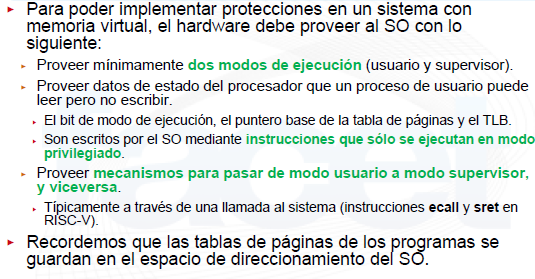 Para poder implementar protecciones en un sistema con
memoria virtual, el hardware debe proveer al SO con lo
siguiente:
Proveer mínimamente dos modos de ejecución (usuario y supervisor).
Proveer datos de estado del procesador que un proceso de usuario puede
leer pero no escribir.
El bit de modo de ejecución, el puntero base de la tabla de páginas y el TLB.
Son escritos por el SO mediante instrucciones que sólo se ejecutan en modo
privilegiado.
Proveer mecanismos para pasar de modo usuario a modo supervisor,
y viceversa.
Típicamente a través de una llamada al sistema (instrucciones ecall y sret en
RISC-V).
Recordemos que las tablas de páginas de los programas se
guardan en el espacio de direccionamiento del SO.